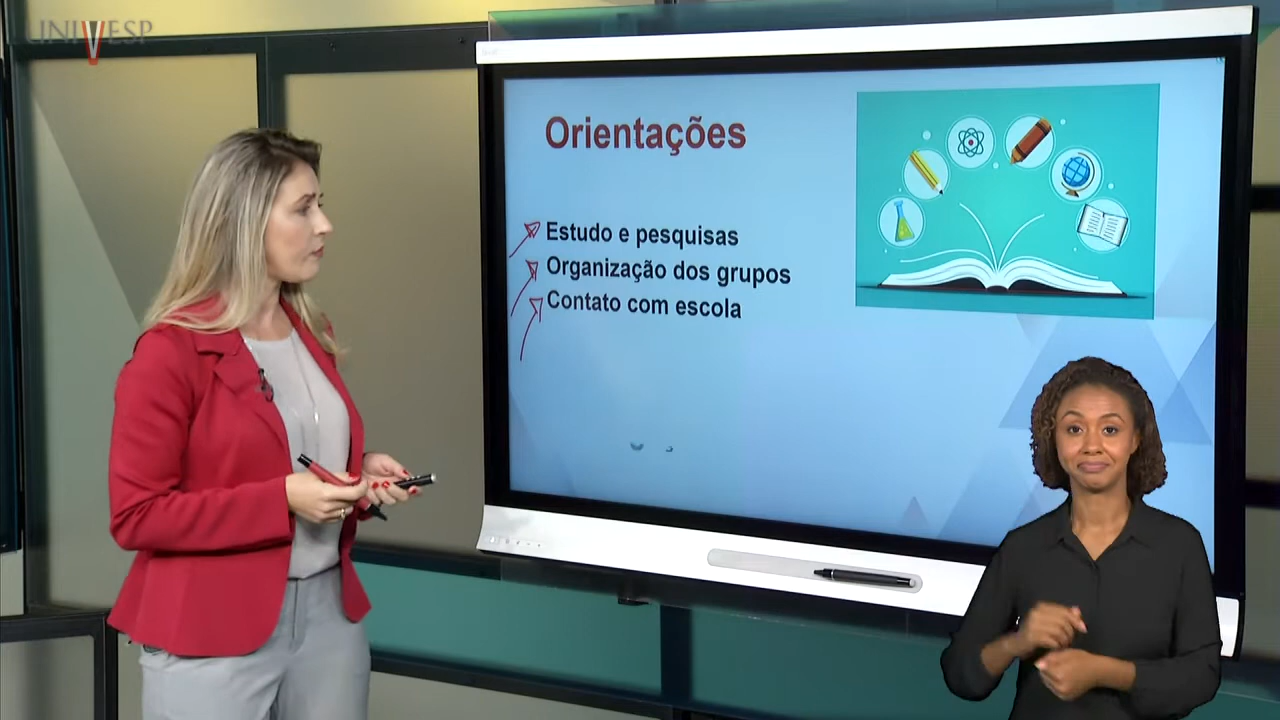 UNIVESP
Orientações
Estudo e pesquisas
Organização dos grupos
Contato com escola